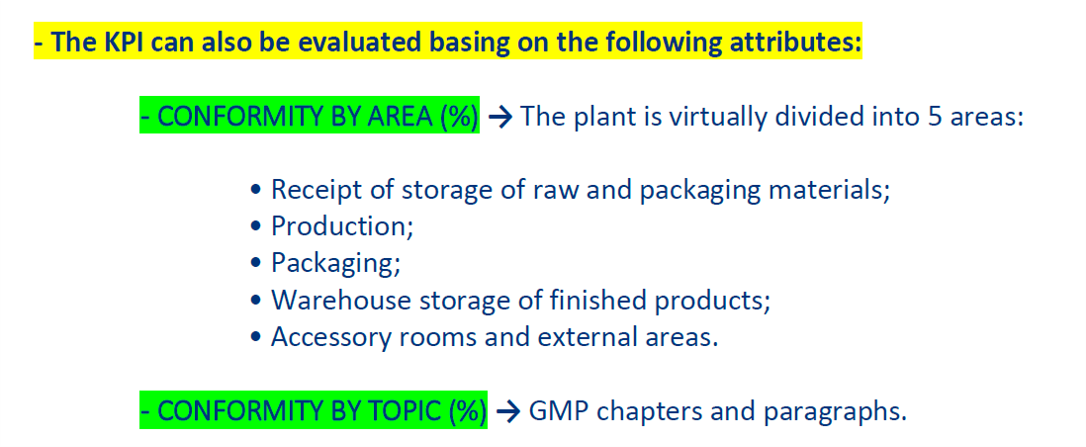 - The KPI can also be evaluated basing on the following attributes:
- CONFORMITY BY AREA (%) → The plant is virtually divided into 5 areas:
• Receipt of storage of raw and packaging materials;
• Production;
• Packaging;
• Warehouse storage of finished products;
• Accessory rooms and external areas.
- CONFORMITY BY TOPIC (%) → GMP chapters and paragraphs.